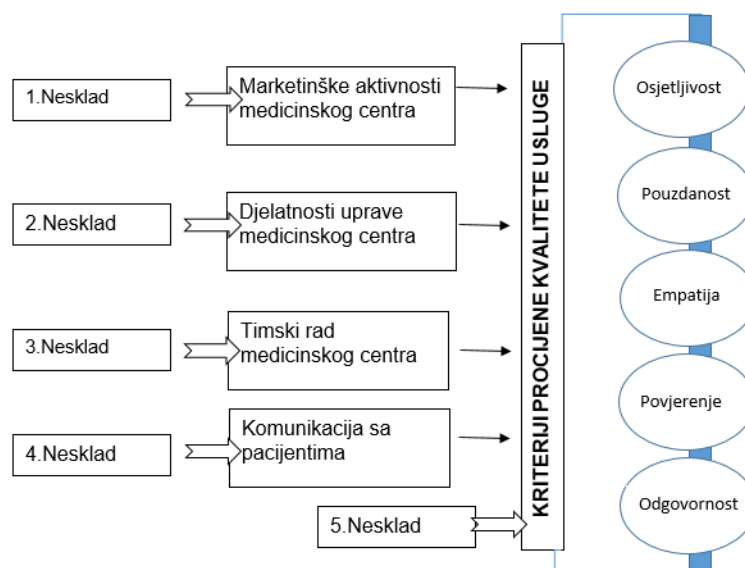 1.Nesklad
Marketinške aktivnosti
medicinskog centra
2.Nesklad
Djelatnosti uprave
medicinskog centra
3.Nesklad
Timski rad
medicinskog centra
4.Nesklad
Komunikacija sa
pacijentima
5.Nesklad
KRITERIJI PROCIJENE KVALITETE USLUGE
Osjetljivost
Pouzdanost
Empatija
Povjerenje
Odgovornost